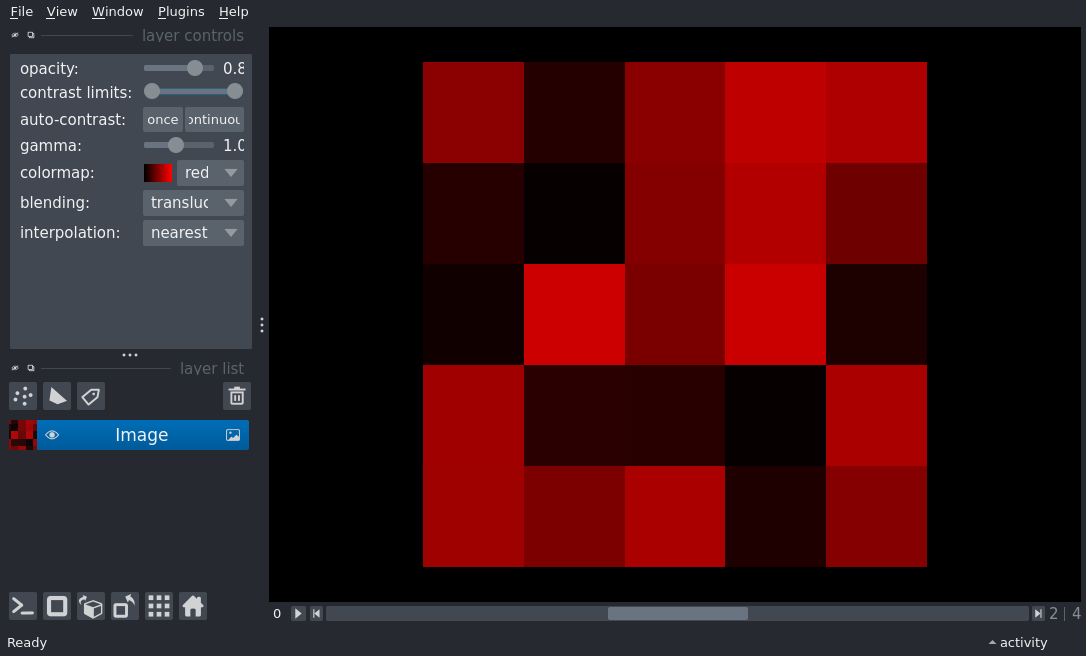 File View Window Plugins Help
layer controls
opacity: 0.8
contrast limits:
auto-contrast: once ontinuou
gamma: 1.0
colormap: red
blending: transluc
interpolation: nearest
layer list
Image
0 2 | 4
Ready activity